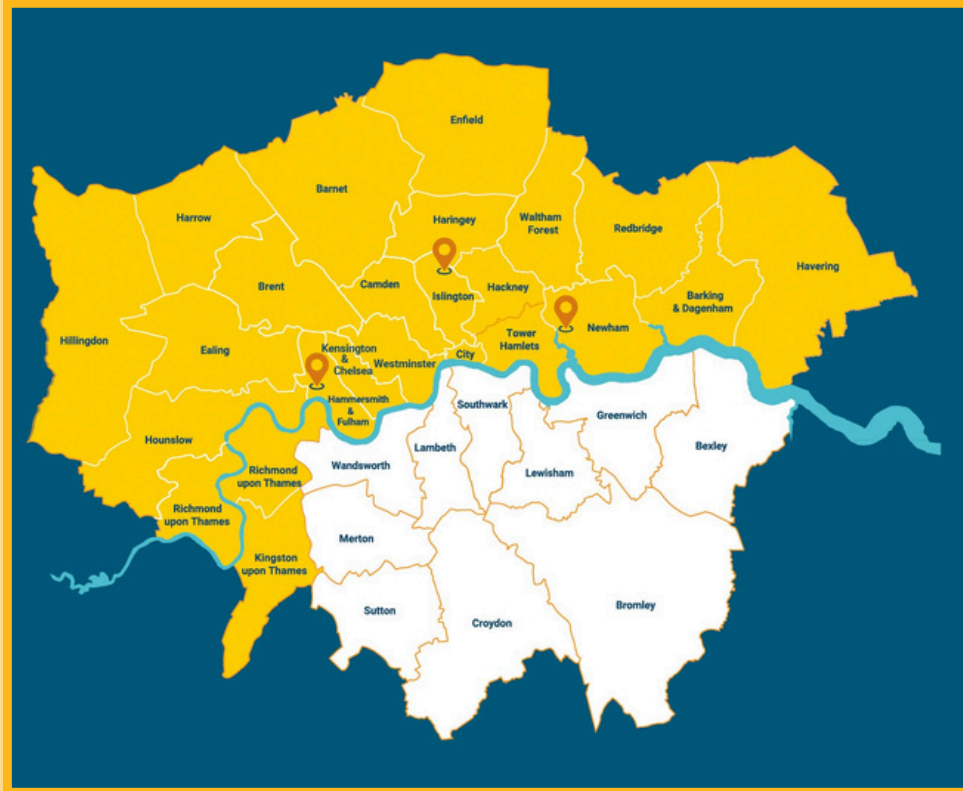 Enfield
Barnet
Haringey
Waltham
Forest
Redbridge
Harrow
Havering
Brent
Camden
Islington
Hackney
Barking
& Dagenham
Hillingdon
Ealing
Kensington
&
Chelsea
Westminster
City
Tower
Hamlets
Newham
Hammersmith
&
Fulham
Southwark
Greenwich
Hounslow
Lambeth
Bexley
Wandsworth
Lewisham
Richmond
upon Thames
Richmond
upon Thames
Merton
Kingston
upon Thames
Sutton
Croydon
Bromley